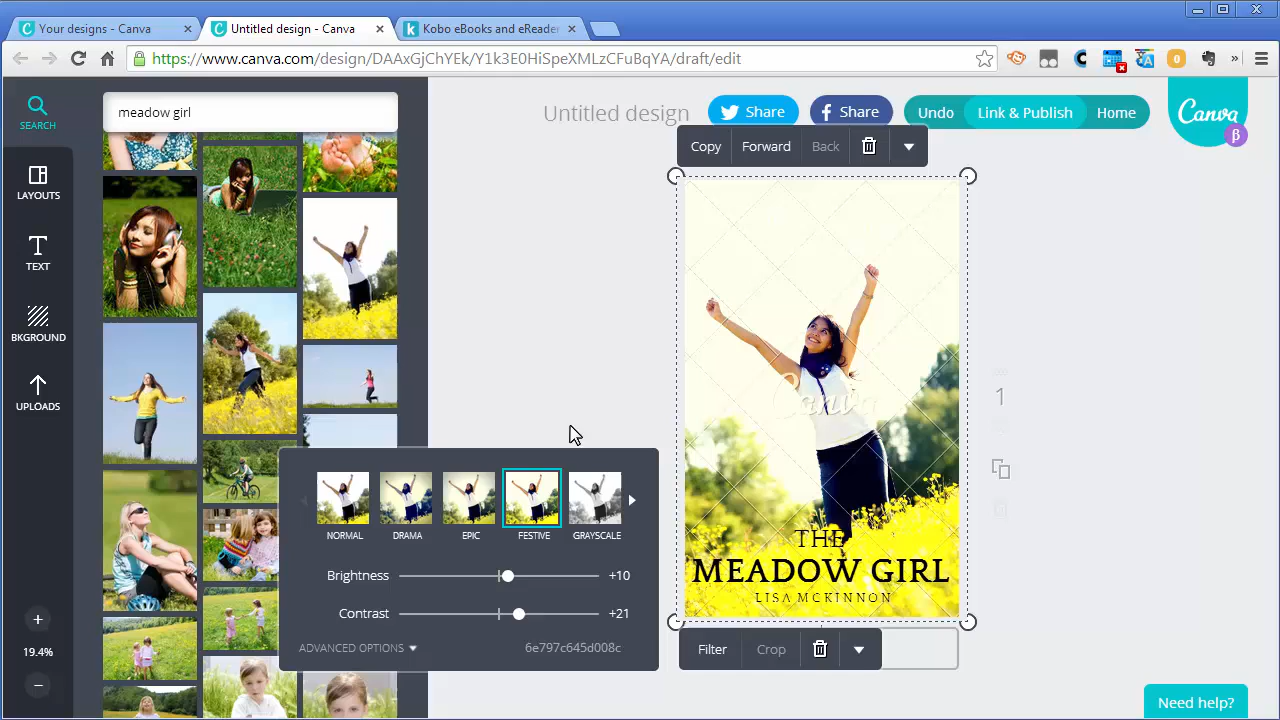 Your designs - Canva
Untitled design - Canva
Kobo eBooks and eReade
https://www.canva.com/design/DAAxGjChYEk/Y1k3E0HiSpeXMLzCFuBqYA/draft/edit
SEARCH
meadow girl
Untitled design
Share
Share
Undo
Link & Publish
Home
Canva
β
Copy
Forward
Back
LAYOUTS
TEXT
BKGROUND
UPLOADS
19.4%
Canva
THE
MEADOW GIRL
LISA MCKINNON
1
NORMAL
DRAMA
EPIC
FESTIVE
GRAYSCALE
Brightness
+10
Contrast
+21
ADVANCED OPTIONS
6e797c645d008c
Filter
Crop
Need help?